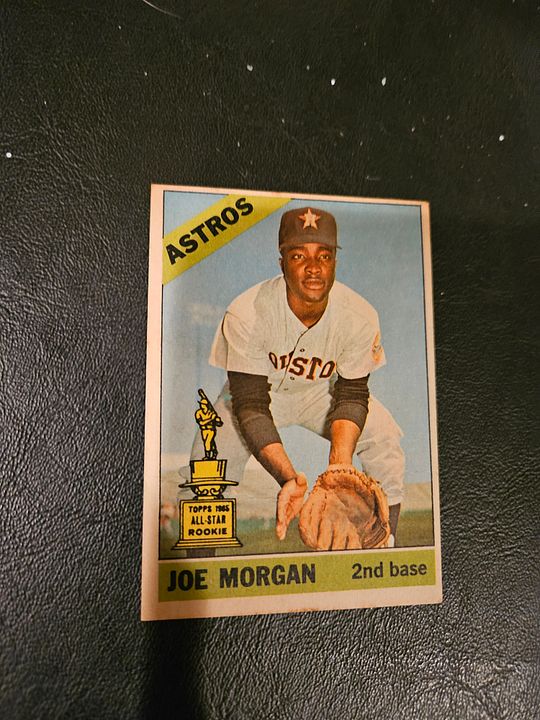 ASTROS
OUSTO
TOPPS 1965
ALL-STAR
ROOKIE
JOE MORGAN 2nd base